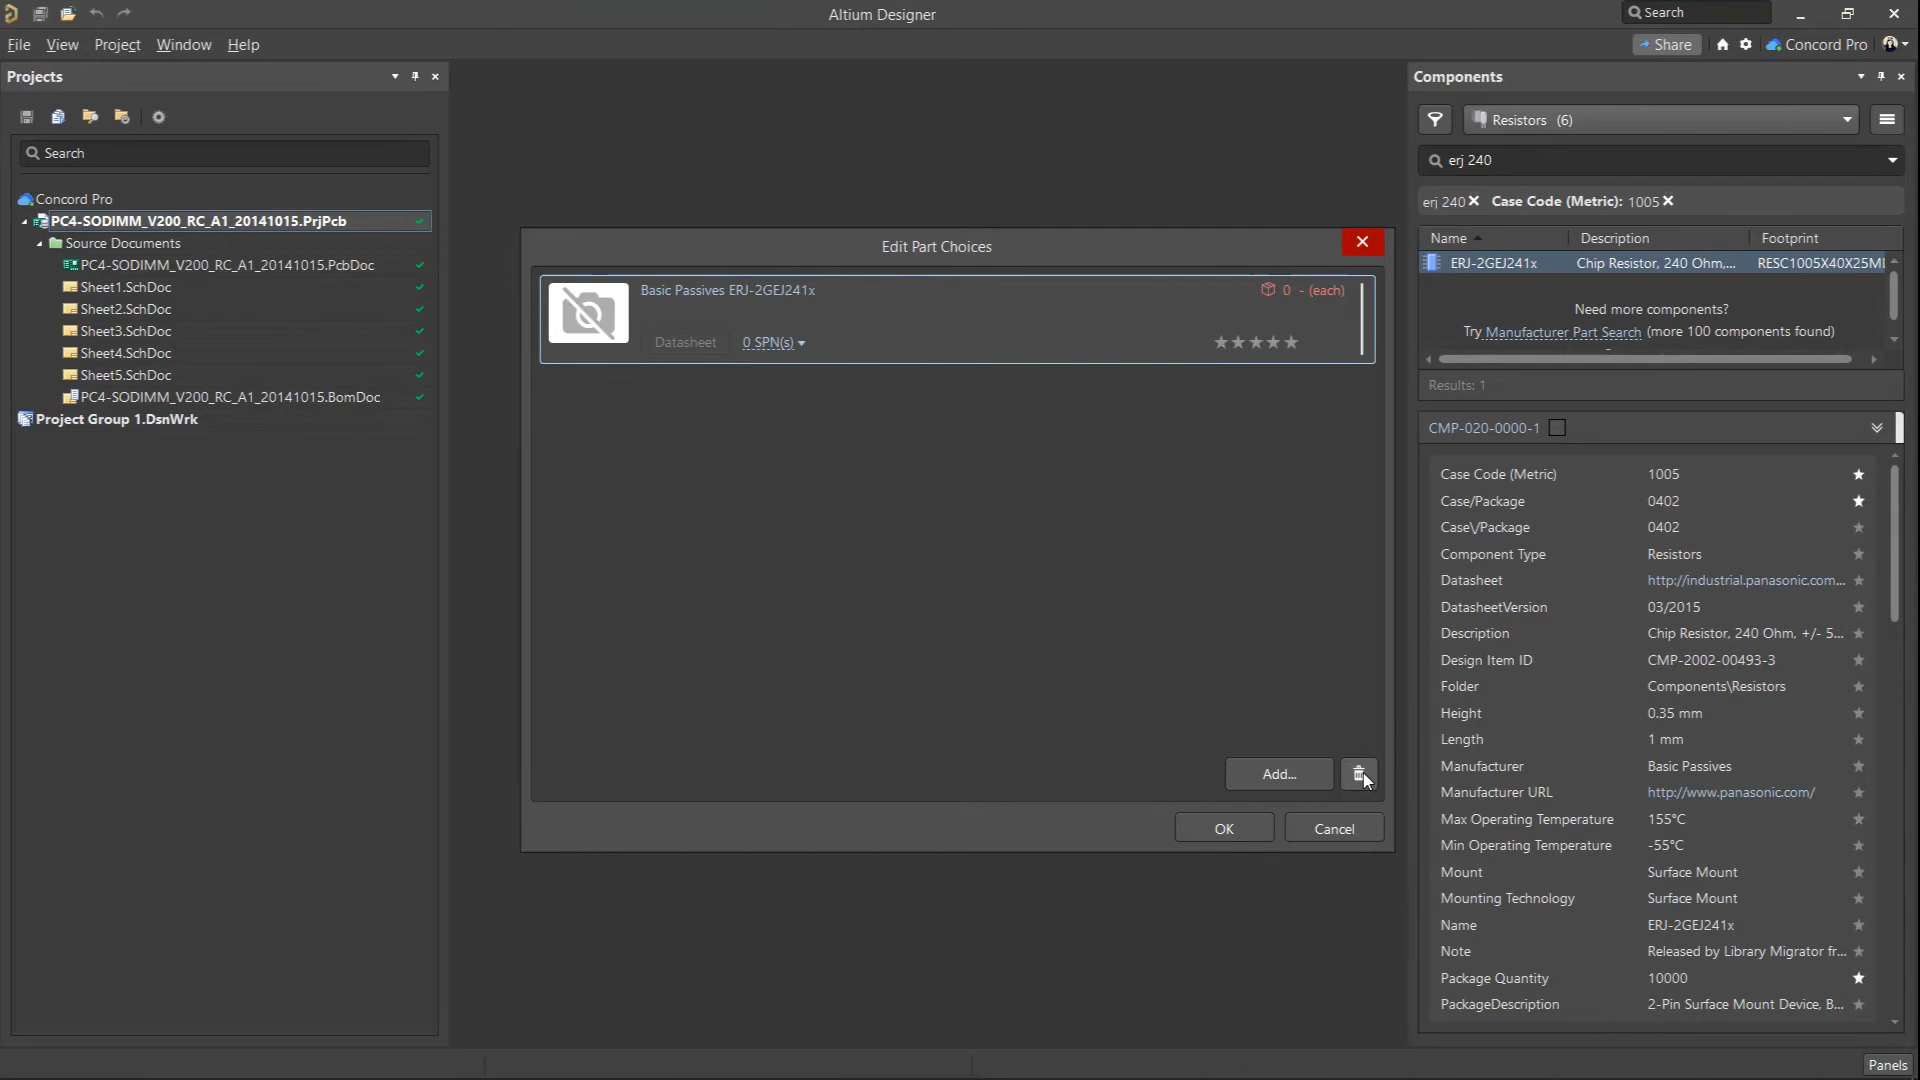 Altium Designer
Search
File View Project Window Help
Share
Concord Pro
Projects
Search
Concord Pro
PC4-SODIMM_V200_RC_A1_20141015.PrjPcb
Source Documents
PC4-SODIMM_V200_RC_A1_20141015.PcbDoc
Sheet1.SchDoc
Sheet2.SchDoc
Sheet3.SchDoc
Sheet4.SchDoc
Sheet5.SchDoc
PC4-SODIMM_V200_RC_A1_20141015.BomDoc
Project Group 1.DsnWrk
Edit Part Choices
Basic Passives ERJ-2GEJ241x
0 - (each)
Datasheet 0 SPN(s)
Add...
OK Cancel
Components
Resistors (6)
erj 240
erj 240 Case Code (Metric): 1005
Name Description Footprint
ERJ-2GEJ241x Chip Resistor, 240 Ohm,... RESC1005X40X25ML
Need more components?
Try Manufacturer Part Search (more 100 components found)
Results: 1
CMP-020-0000-1
Case Code (Metric) 1005
Case/Package 0402
Case\/Package 0402
Component Type Resistors
Datasheet http://industrial.panasonic.com...
DatasheetVersion 03/2015
Description Chip Resistor, 240 Ohm, +/- 5...
Design Item ID CMP-2002-00493-3
Folder Components\Resistors
Height 0.35 mm
Length 1 mm
Manufacturer Basic Passives
Manufacturer URL http://www.panasonic.com/
Max Operating Temperature 155°C
Min Operating Temperature -55°C
Mount Surface Mount
Mounting Technology Surface Mount
Name ERJ-2GEJ241x
Note Released by Library Migrator fr...
Package Quantity 10000
PackageDescription 2-Pin Surface Mount Device, B...
Panels